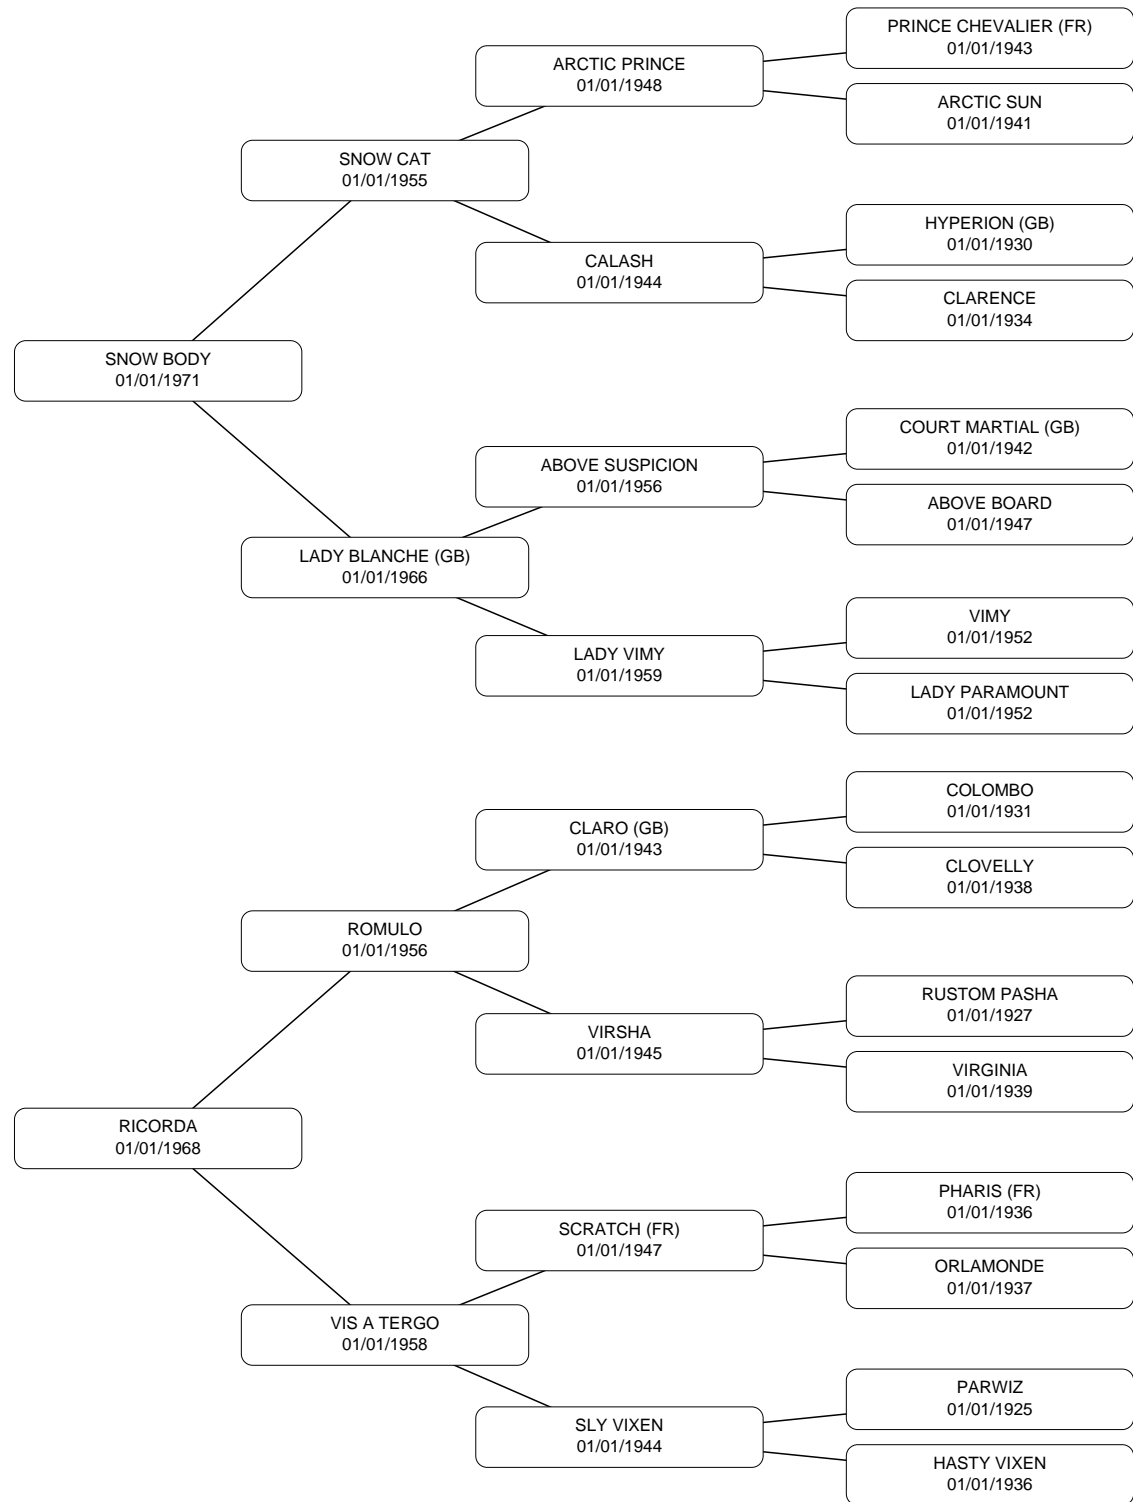 PRINCE CHEVALIER (FR)
01/01/1943
ARCTIC PRINCE
01/01/1948
ARCTIC SUN
01/01/1941
SNOW CAT
01/01/1955
HYPERION (GB)
01/01/1930
CALASH
01/01/1944
CLARENCE
01/01/1934
SNOW BODY
01/01/1971
COURT MARTIAL (GB)
01/01/1942
ABOVE SUSPICION
01/01/1956
ABOVE BOARD
01/01/1947
LADY BLANCHE (GB)
01/01/1966
VIMY
01/01/1952
LADY VIMY
01/01/1959
LADY PARAMOUNT
01/01/1952
COLOMBO
01/01/1931
CLARO (GB)
01/01/1943
CLOVELLY
01/01/1938
ROMULO
01/01/1956
RUSTOM PASHA
01/01/1927
VIRSHA
01/01/1945
VIRGINIA
01/01/1939
RICORDA
01/01/1968
PHARIS (FR)
01/01/1936
SCRATCH (FR)
01/01/1947
ORLAMONDE
01/01/1937
VIS A TERGO
01/01/1958
PARWIZ
01/01/1925
SLY VIXEN
01/01/1944
HASTY VIXEN
01/01/1936